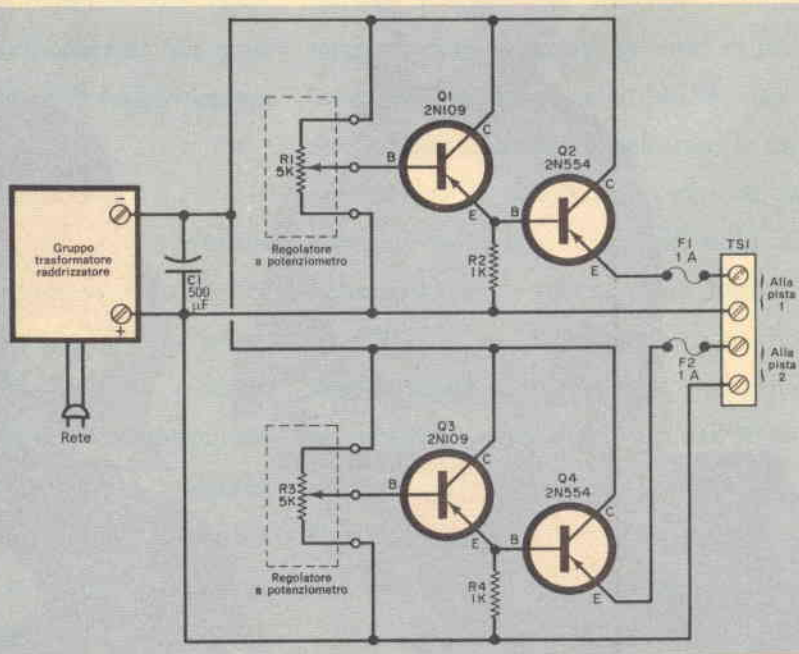 Gruppo
trasformatore
raddrizzatore
−
+
Rete
C1
500
µF
R1
5K
Regolatore
a potenziometro
Q1
2N109
B
C
E
R2
1K
Q2
2N554
B
C
E
F1
1 A
TS1
Alla
pista
1
Alla
pista
2
F2
1 A
R3
5K
Regolatore
a potenziometro
Q3
2N109
B
C
E
R4
1K
Q4
2N554
B
C
E